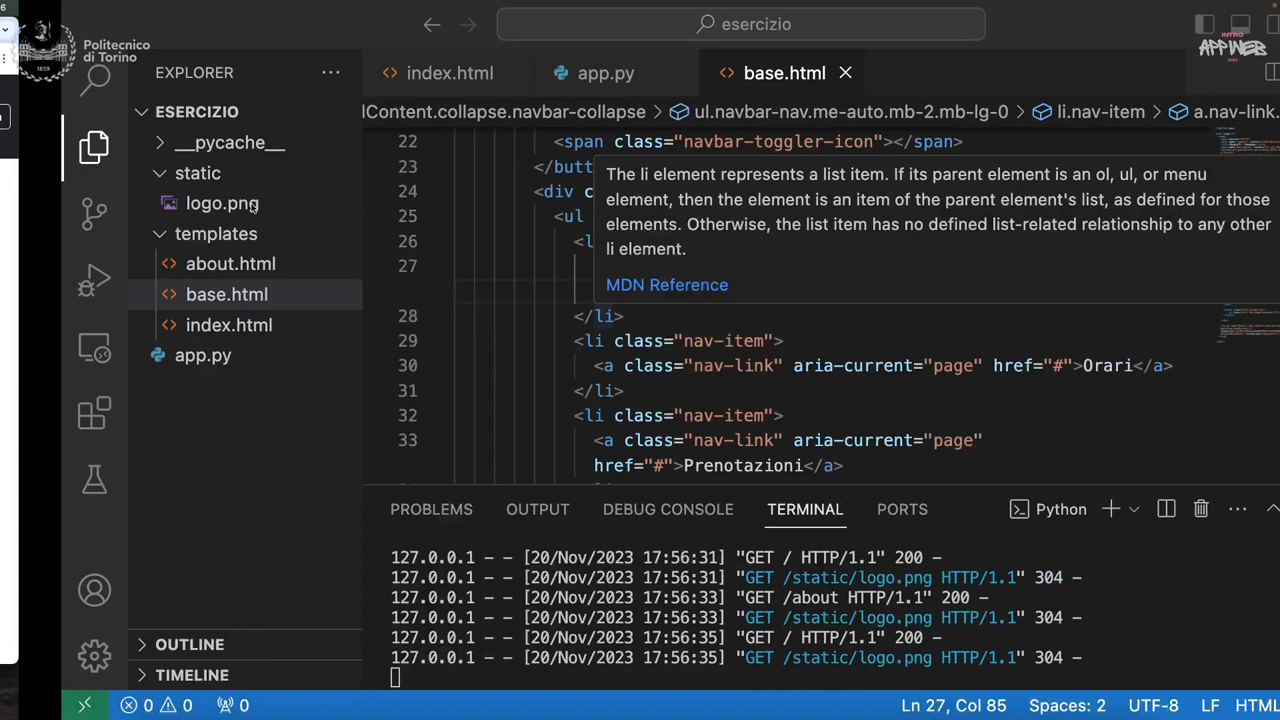 6
Politecnico
di Torino
1859
esercizio
INTRO
APPWEB
EXPLORER
index.html
app.py
base.html
ESERCIZIO
lContent.collapse.navbar-collapse > ul.navbar-nav.me-auto.mb-2.mb-lg-0 > li.nav-item > a.nav-link.
__pycache__
static
logo.png
templates
about.html
base.html
index.html
app.py
22 <span class="navbar-toggler-icon"></span>
23 </butt
24 <div c
25 <ul
26 <l
27
28 </li>
The li element represents a list item. If its parent element is an ol, ul, or menu
element, then the element is an item of the parent element's list, as defined for those
elements. Otherwise, the list item has no defined list-related relationship to any other
li element.
MDN Reference
29 <li class="nav-item">
30 <a class="nav-link" aria-current="page" href="#">Orari</a>
31 </li>
32 <li class="nav-item">
33 <a class="nav-link" aria-current="page"
href="#">Prenotazioni</a>
PROBLEMS OUTPUT DEBUG CONSOLE TERMINAL PORTS Python
127.0.0.1 - - [20/Nov/2023 17:56:31] "GET / HTTP/1.1" 200 -
127.0.0.1 - - [20/Nov/2023 17:56:31] "GET /static/logo.png HTTP/1.1" 304 -
127.0.0.1 - - [20/Nov/2023 17:56:33] "GET /about HTTP/1.1" 200 -
127.0.0.1 - - [20/Nov/2023 17:56:33] "GET /static/logo.png HTTP/1.1" 304 -
127.0.0.1 - - [20/Nov/2023 17:56:35] "GET / HTTP/1.1" 200 -
127.0.0.1 - - [20/Nov/2023 17:56:35] "GET /static/logo.png HTTP/1.1" 304 -
OUTLINE
TIMELINE
0 0 0 Ln 27, Col 85 Spaces: 2 UTF-8 LF HTML